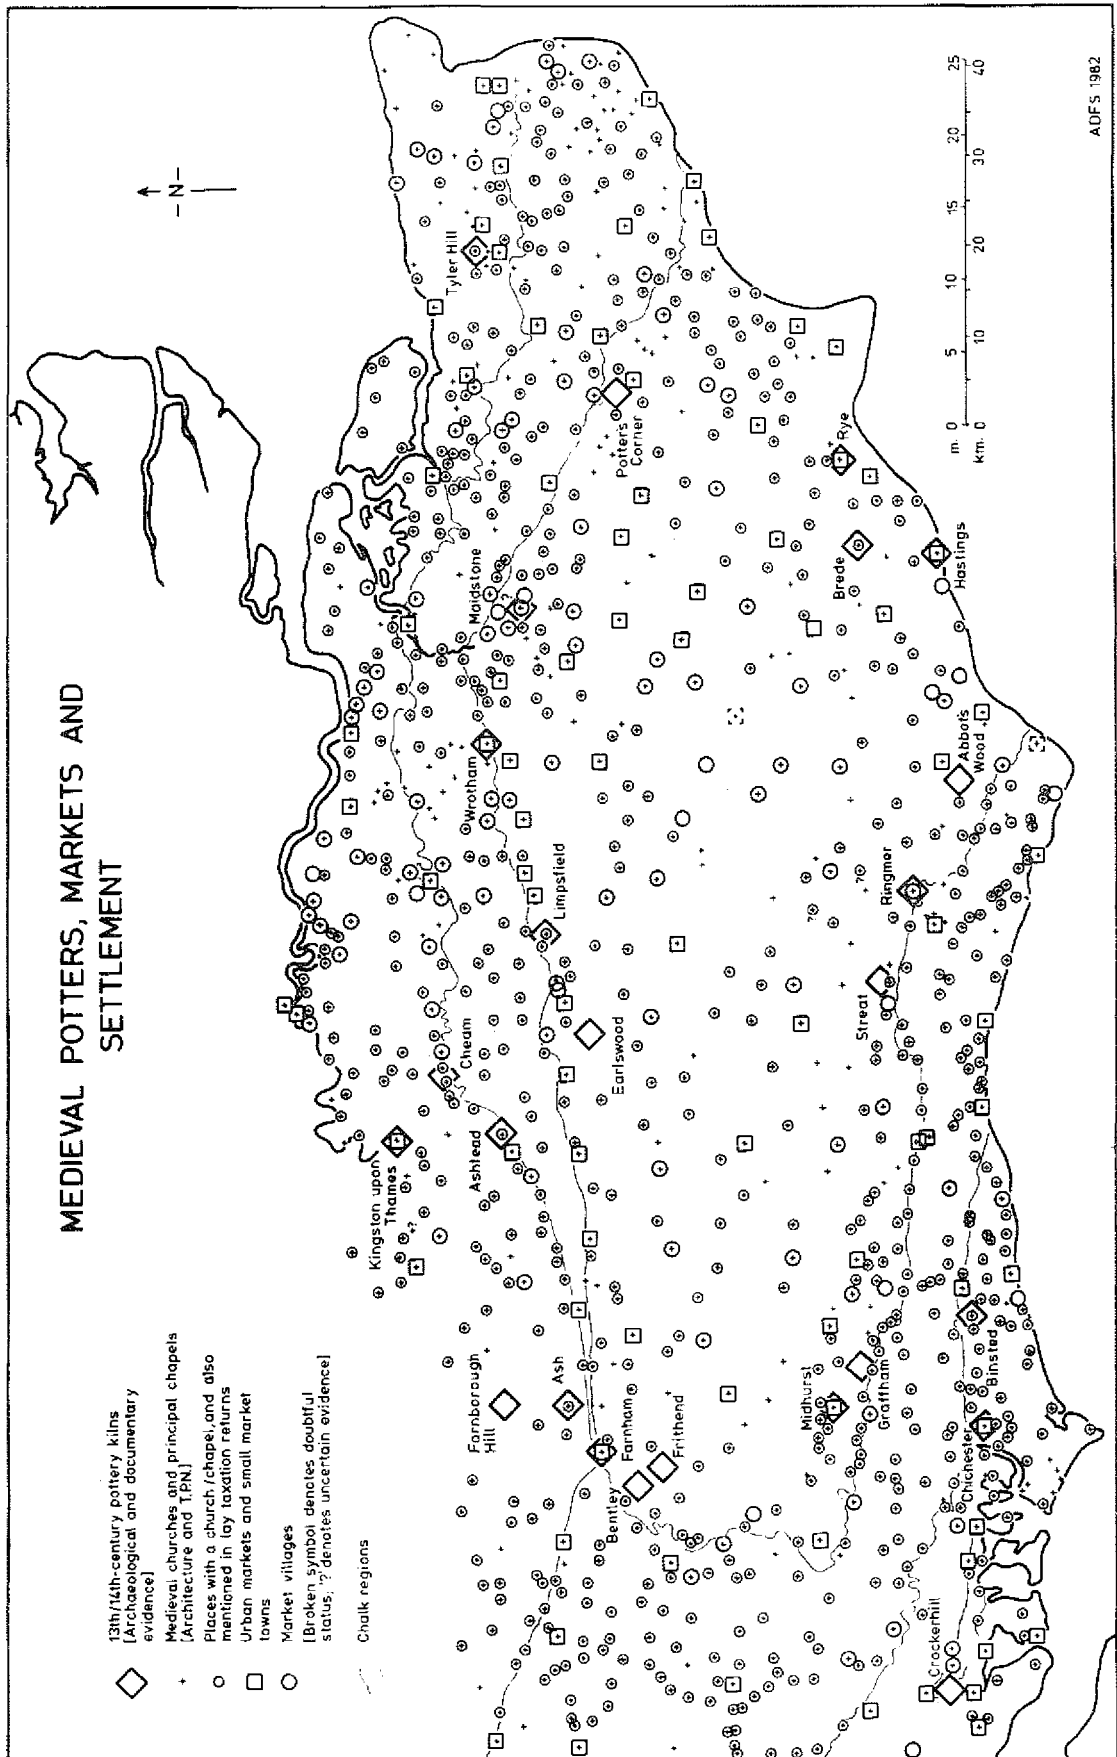 MEDIEVAL POTTERS, MARKETS AND
SETTLEMENT
13th/14th-century pottery kilns
[Archaeological and documentary
evidence]
Medieval churches and principal chapels
[Architecture and T.P.N.]
Places with a church/chapel, and also
mentioned in lay taxation returns
Urban markets and small market
towns
Market villages
[Broken symbol denotes doubtful
status, '?' denotes uncertain evidence]
Chalk regions
-N-
Tyler Hill
Potter's
Corner
Maidstone
?
Rye
Brede
Hastings
Wrotham
Limpsfield
Abbots
Wood
Ringmer
Streat
?
?
Cheam
Earlswood
Kingston upon
Thames
?
Ashtead
Farnborough
Hill
Ash
Farnham
Frithend
Bentley
Midhurst
Graffham
Binsted
Chichester
Crockerhill
m. 0 5 10 15 20 25
km. 0 10 20 30 40
ADFS 1982